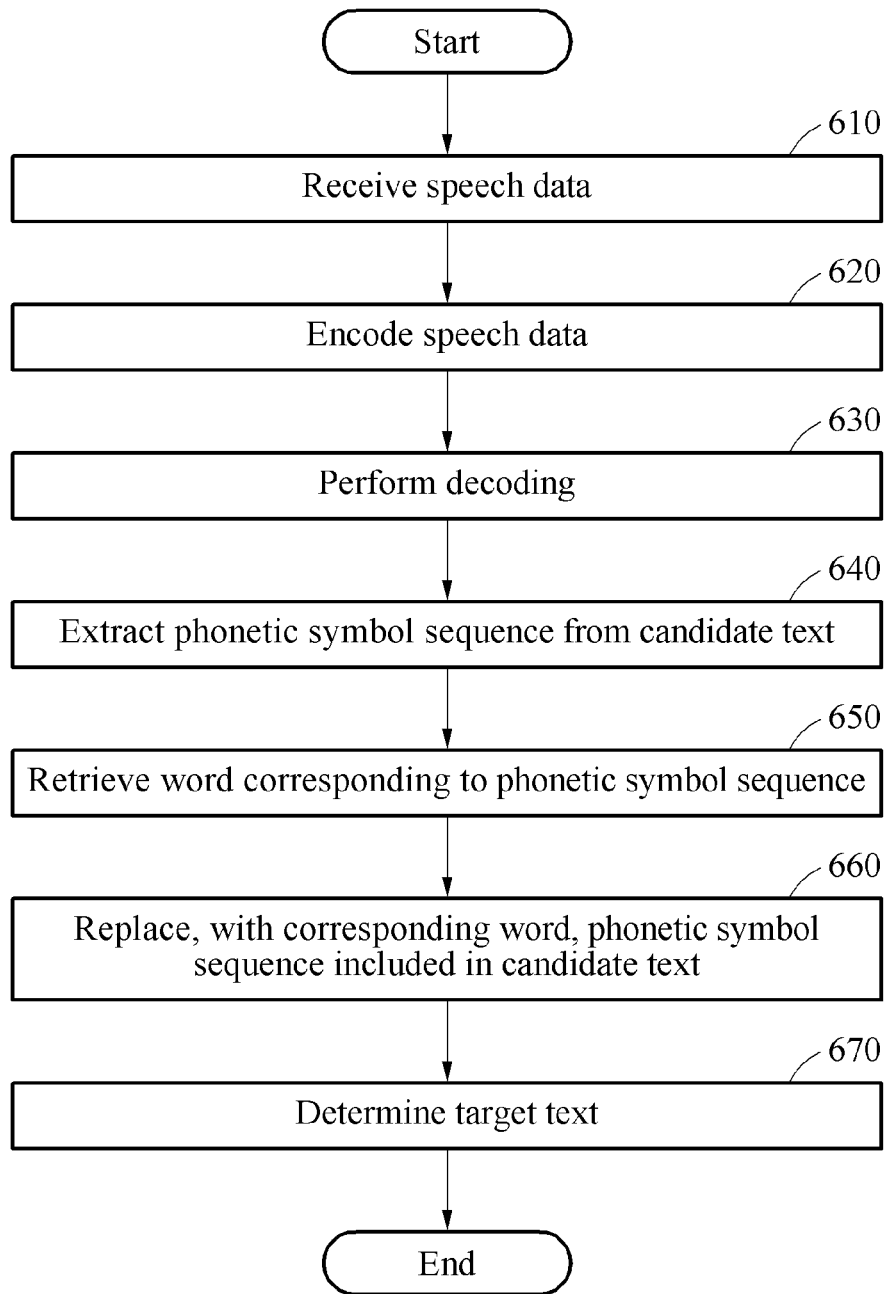 Start
610
Receive speech data
620
Encode speech data
630
Perform decoding
640
Extract phonetic symbol sequence from candidate text
650
Retrieve word corresponding to phonetic symbol sequence
660
Replace, with corresponding word, phonetic symbol
sequence included in candidate text
670
Determine target text
End